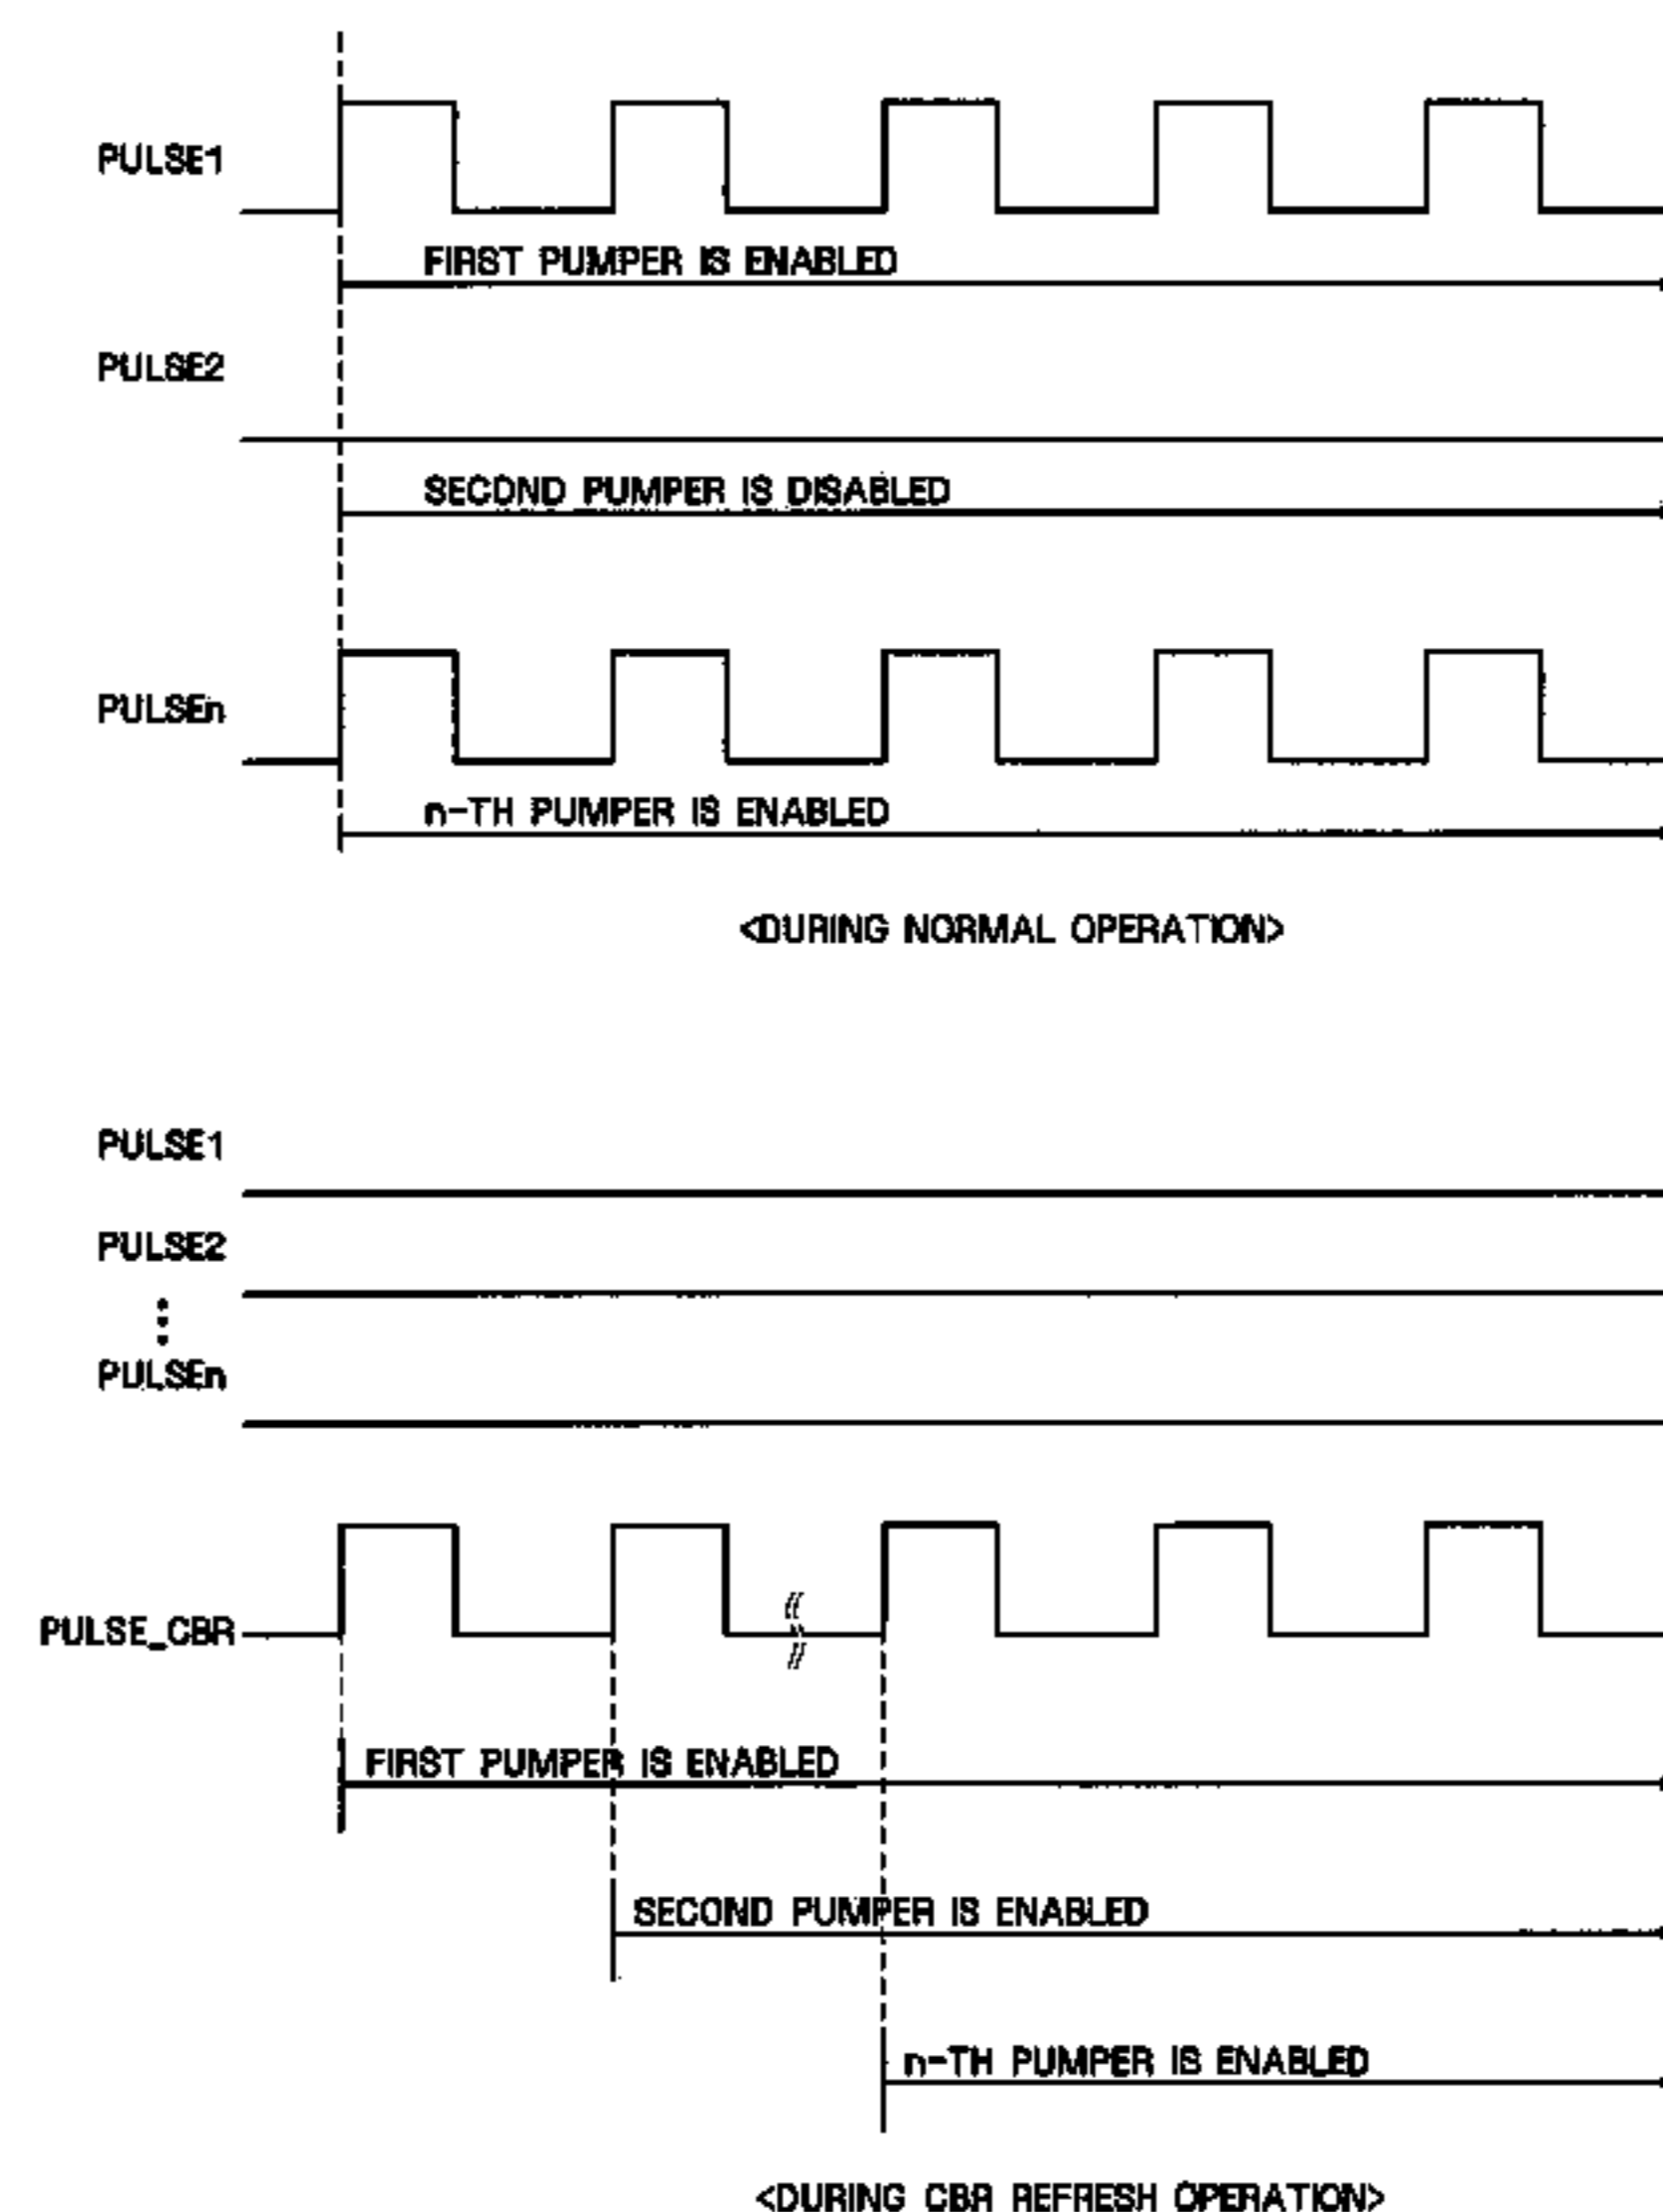 PULSE1
FIRST PUMPER IS ENABLED
PULSE2
SECOND PUMPER IS DISABLED
PULSEn
n-TH PUMPER IS ENABLED
<DURING NORMAL OPERATION>
PULSE1
PULSE2
PULSEn
PULSE_CBR
FIRST PUMPER IS ENABLED
SECOND PUMPER IS ENABLED
n-TH PUMPER IS ENABLED
<DURING CBR REFRESH OPERATION>